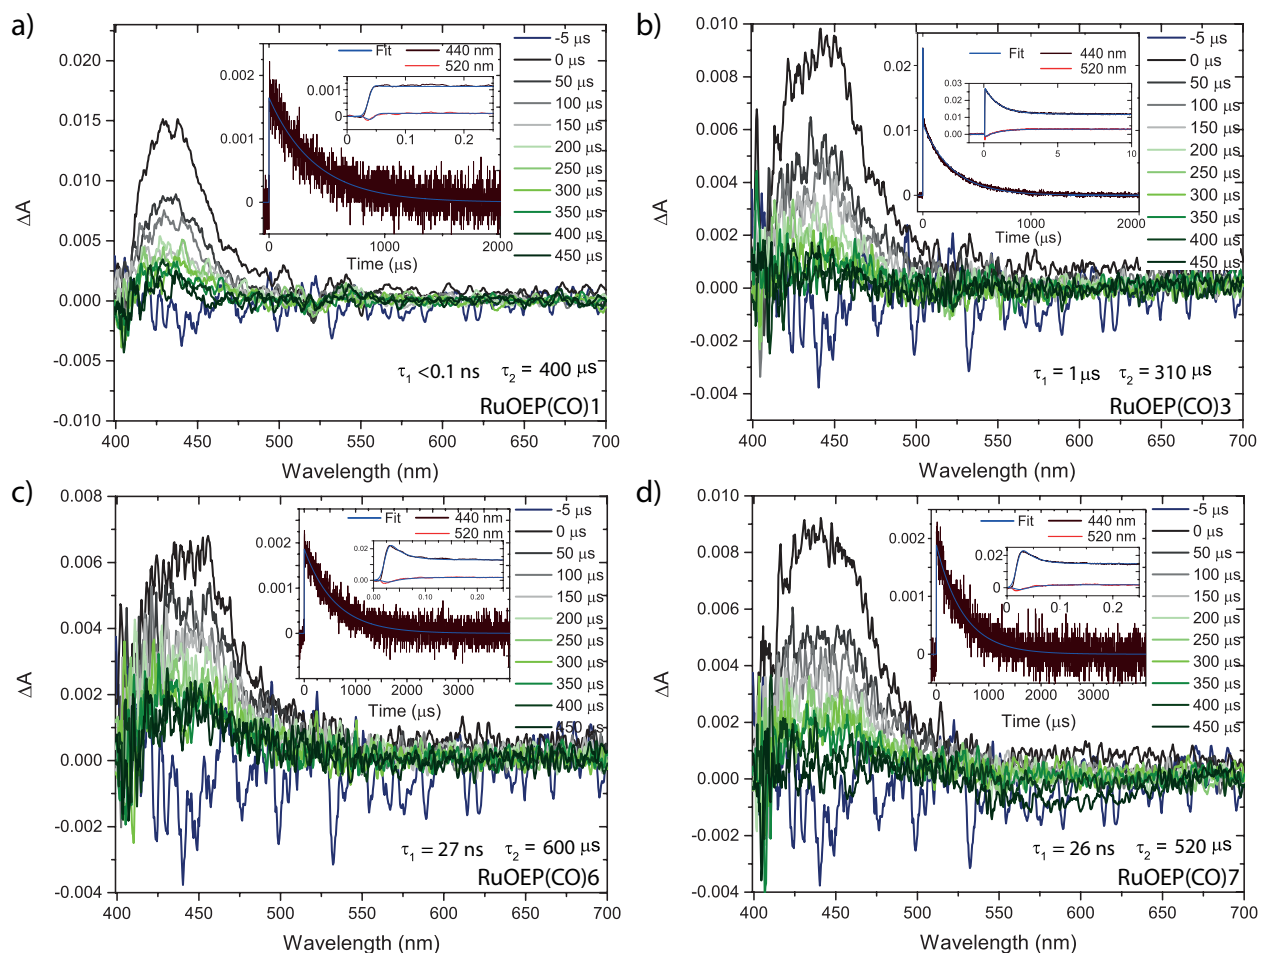 a)
0.020
0.015
0.010
0.005
0.000
-0.005
-0.010
ΔA
400 450 500 550 600 650 700
Wavelength (nm)
Fit 440 nm
520 nm
0.002
0.001
0
0.001
0
0 0.1 0.2
0 1000 2000
Time (μs)
-5 μs
0 μs
50 μs
100 μs
150 μs
200 μs
250 μs
300 μs
350 μs
400 μs
450 μs
τ1 <0.1 ns τ2 = 400 μs
RuOEP(CO)1
b)
0.010
0.008
0.006
0.004
0.002
0.000
-0.002
-0.004
ΔA
400 450 500 550 600 650 700
Wavelength (nm)
Fit 440 nm
520 nm
0.02
0.01
0
0.03
0.02
0.01
0.00
0 5 10
0 1000 2000
Time (μs)
-5 μs
0 μs
50 μs
100 μs
150 μs
200 μs
250 μs
300 μs
350 μs
400 μs
450 μs
τ1 = 1μs τ2 = 310 μs
RuOEP(CO)3
c)
0.008
0.006
0.004
0.002
0.000
-0.002
-0.004
ΔA
400 450 500 550 600 650 700
Wavelength (nm)
Fit 440 nm
520 nm
0.002
0.001
0
0.02
0.00
0.00 0.10 0.20
0 1000 2000 3000
Time (μs)
-5 μs
0 μs
50 μs
100 μs
150 μs
200 μs
250 μs
300 μs
350 μs
400 μs
450 μs
τ1 = 27 ns τ2 = 600 μs
RuOEP(CO)6
d)
0.010
0.008
0.006
0.004
0.002
0.000
-0.002
-0.004
ΔA
400 450 500 550 600 650 700
Wavelength (nm)
Fit 440 nm
520 nm
0.002
0.001
0
0.02
0
0 0.1 0.2
0 1000 2000 3000
Time (μs)
-5 μs
0 μs
50 μs
100 μs
150 μs
200 μs
250 μs
300 μs
350 μs
400 μs
450 μs
τ1 = 26 ns τ2 = 520 μs
RuOEP(CO)7